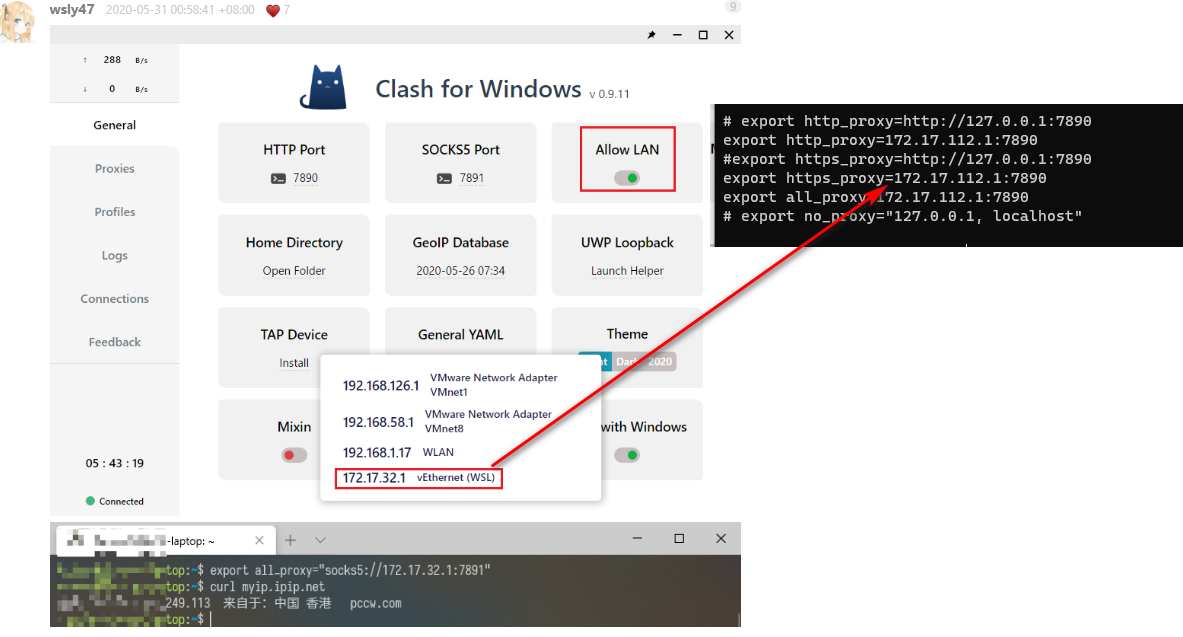 wsly47 2020-05-31 00:58:41 +08:00 7
9
↑ 288 B/s
↓ 0 B/s
General
Proxies
Profiles
Logs
Connections
Feedback
05 : 43 : 19
Connected
Clash for Windows v 0.9.11
HTTP Port
7890
SOCKS5 Port
7891
Allow LAN
Home Directory
Open Folder
GeoIP Database
2020-05-26 07:34
UWP Loopback
Launch Helper
TAP Device
Install
General YAML
Theme
2020
Mixin
with Windows
192.168.126.1 VMware Network Adapter
VMnet1
192.168.58.1 VMware Network Adapter
VMnet8
192.168.1.17 WLAN
172.17.32.1 vEthernet (WSL)
# export http_proxy=http://127.0.0.1:7890
export http_proxy=172.17.112.1:7890
#export https_proxy=http://127.0.0.1:7890
export https_proxy=172.17.112.1:7890
export all_proxy=172.17.112.1:7890
# export no_proxy="127.0.0.1, localhost"
-laptop: ~
top:~$ export all_proxy="socks5://172.17.32.1:7891"
top:~$ curl myip.ipip.net
249.113 来自于：中国 香港 pccw.com
top:~$